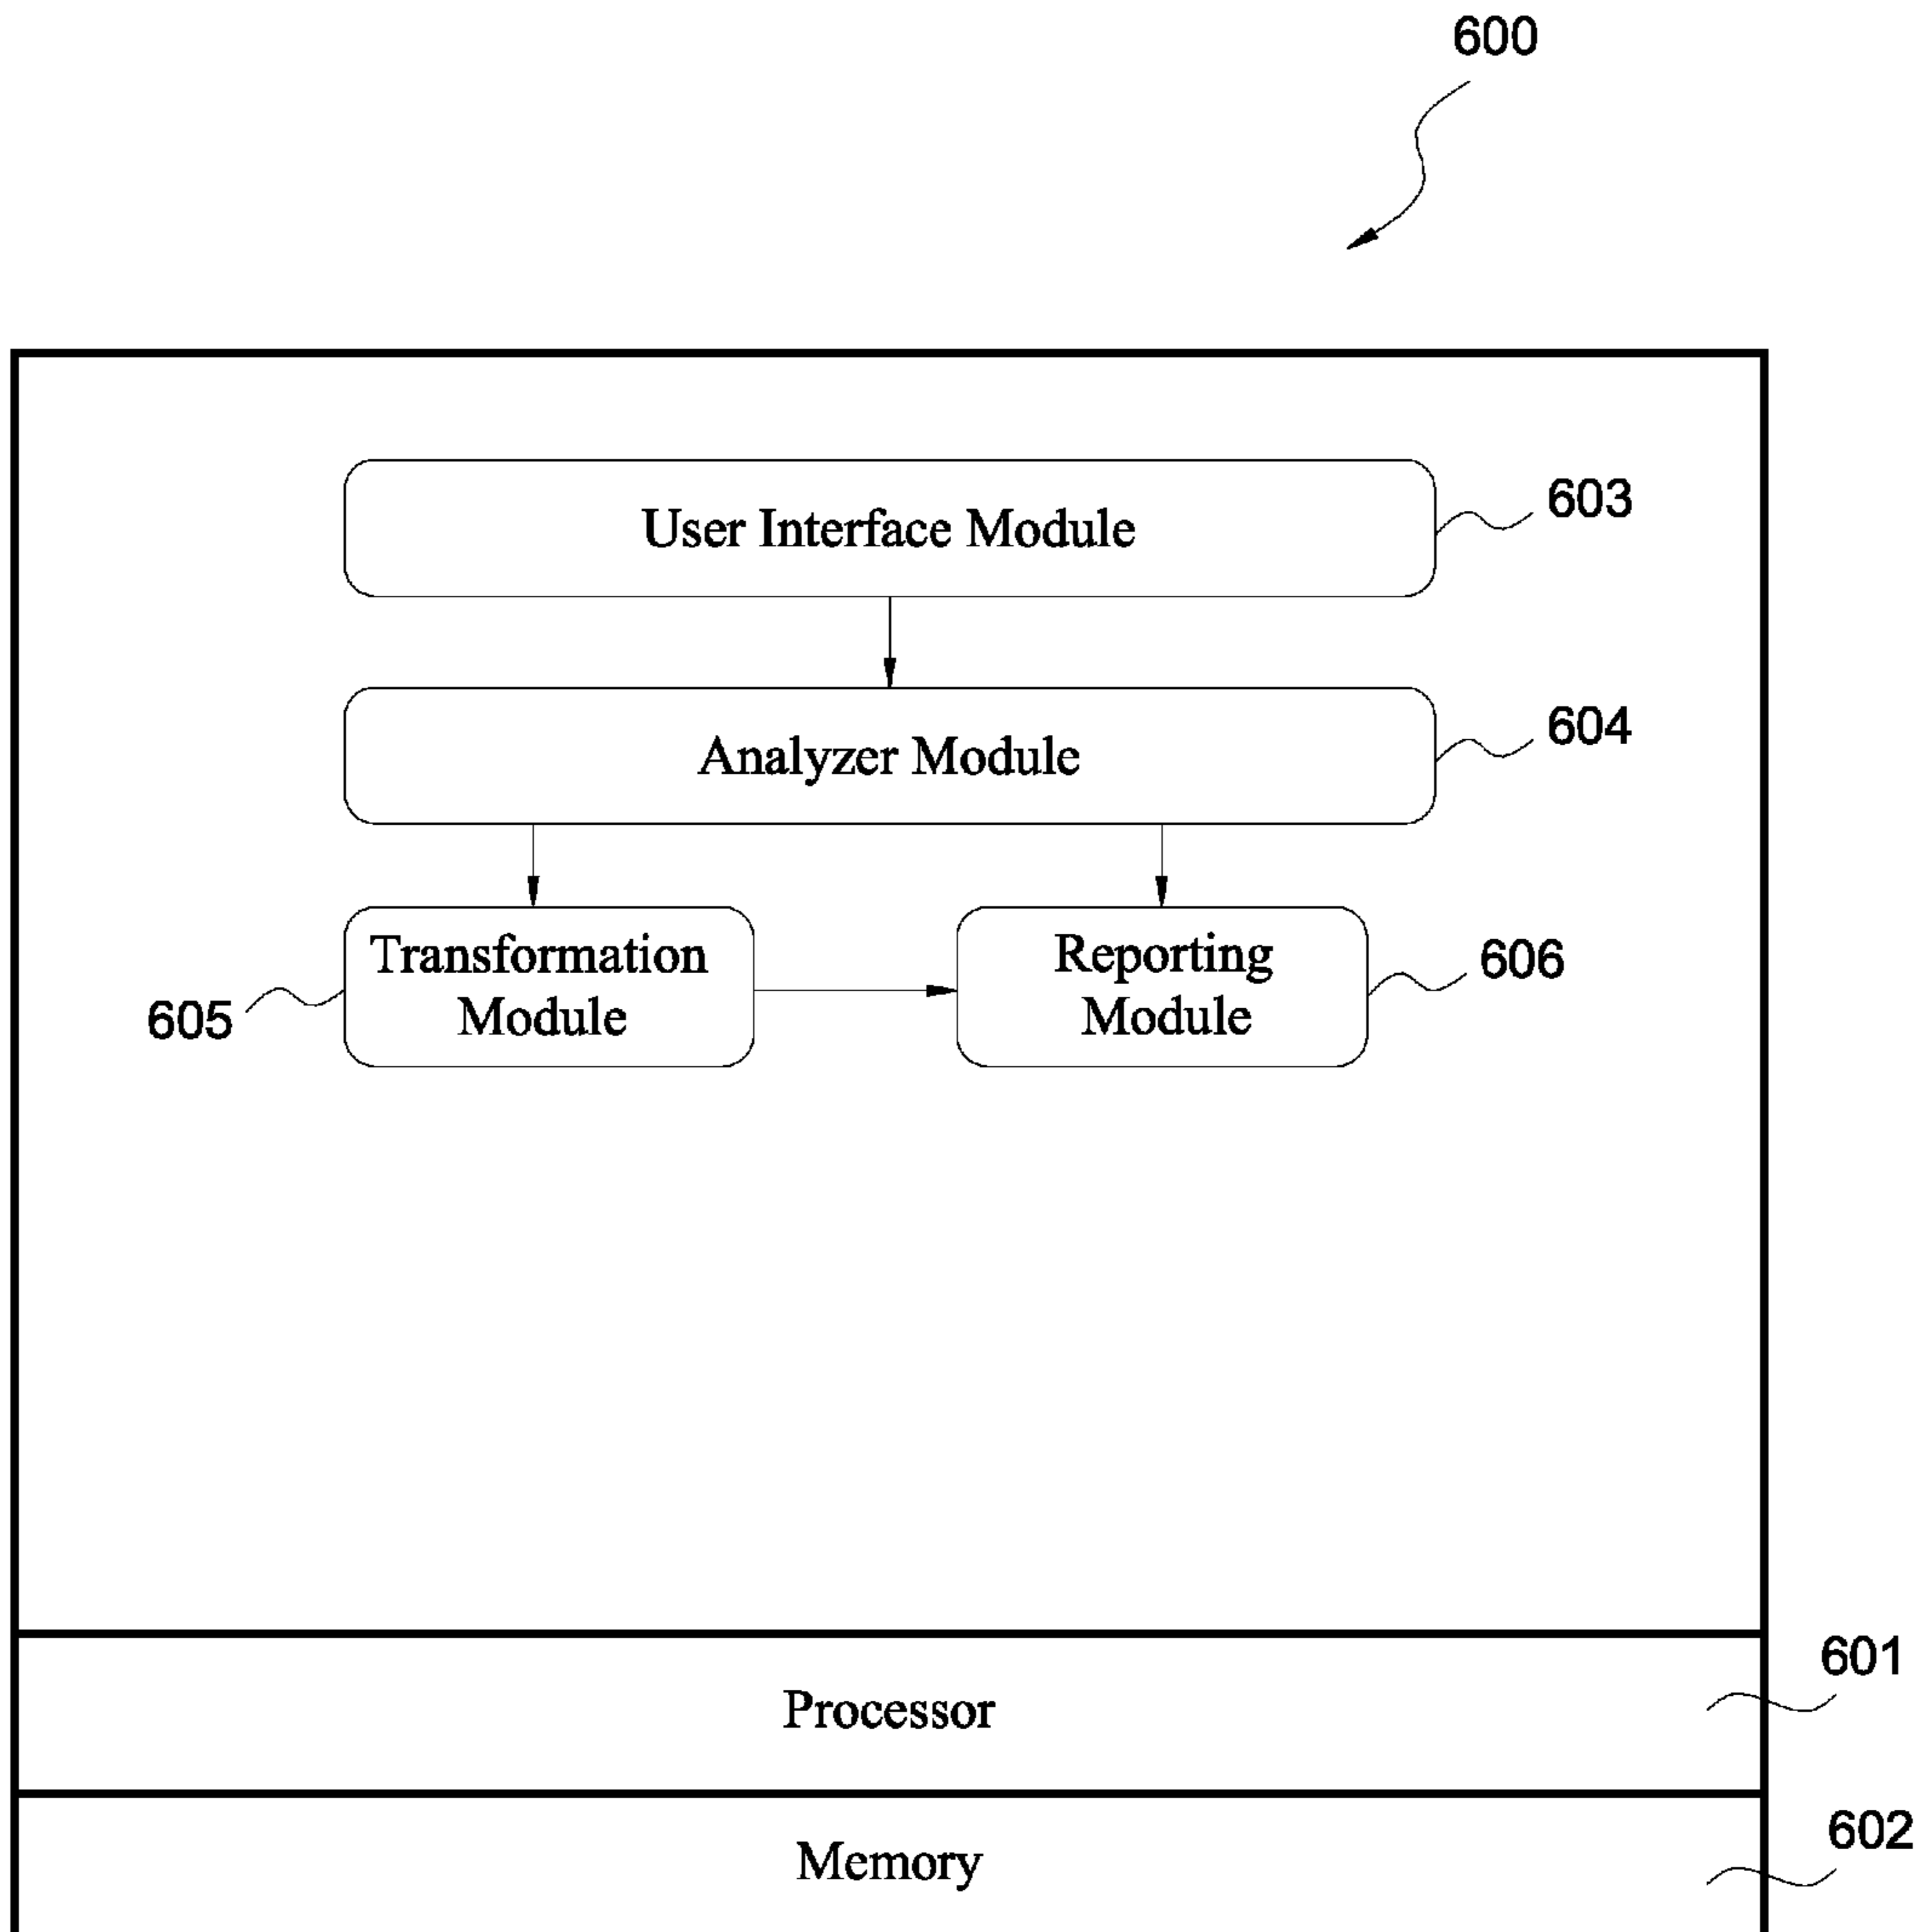 600
User Interface Module
603
Analyzer Module
604
Transformation
Module
605
Reporting
Module
606
Processor
601
Memory
602